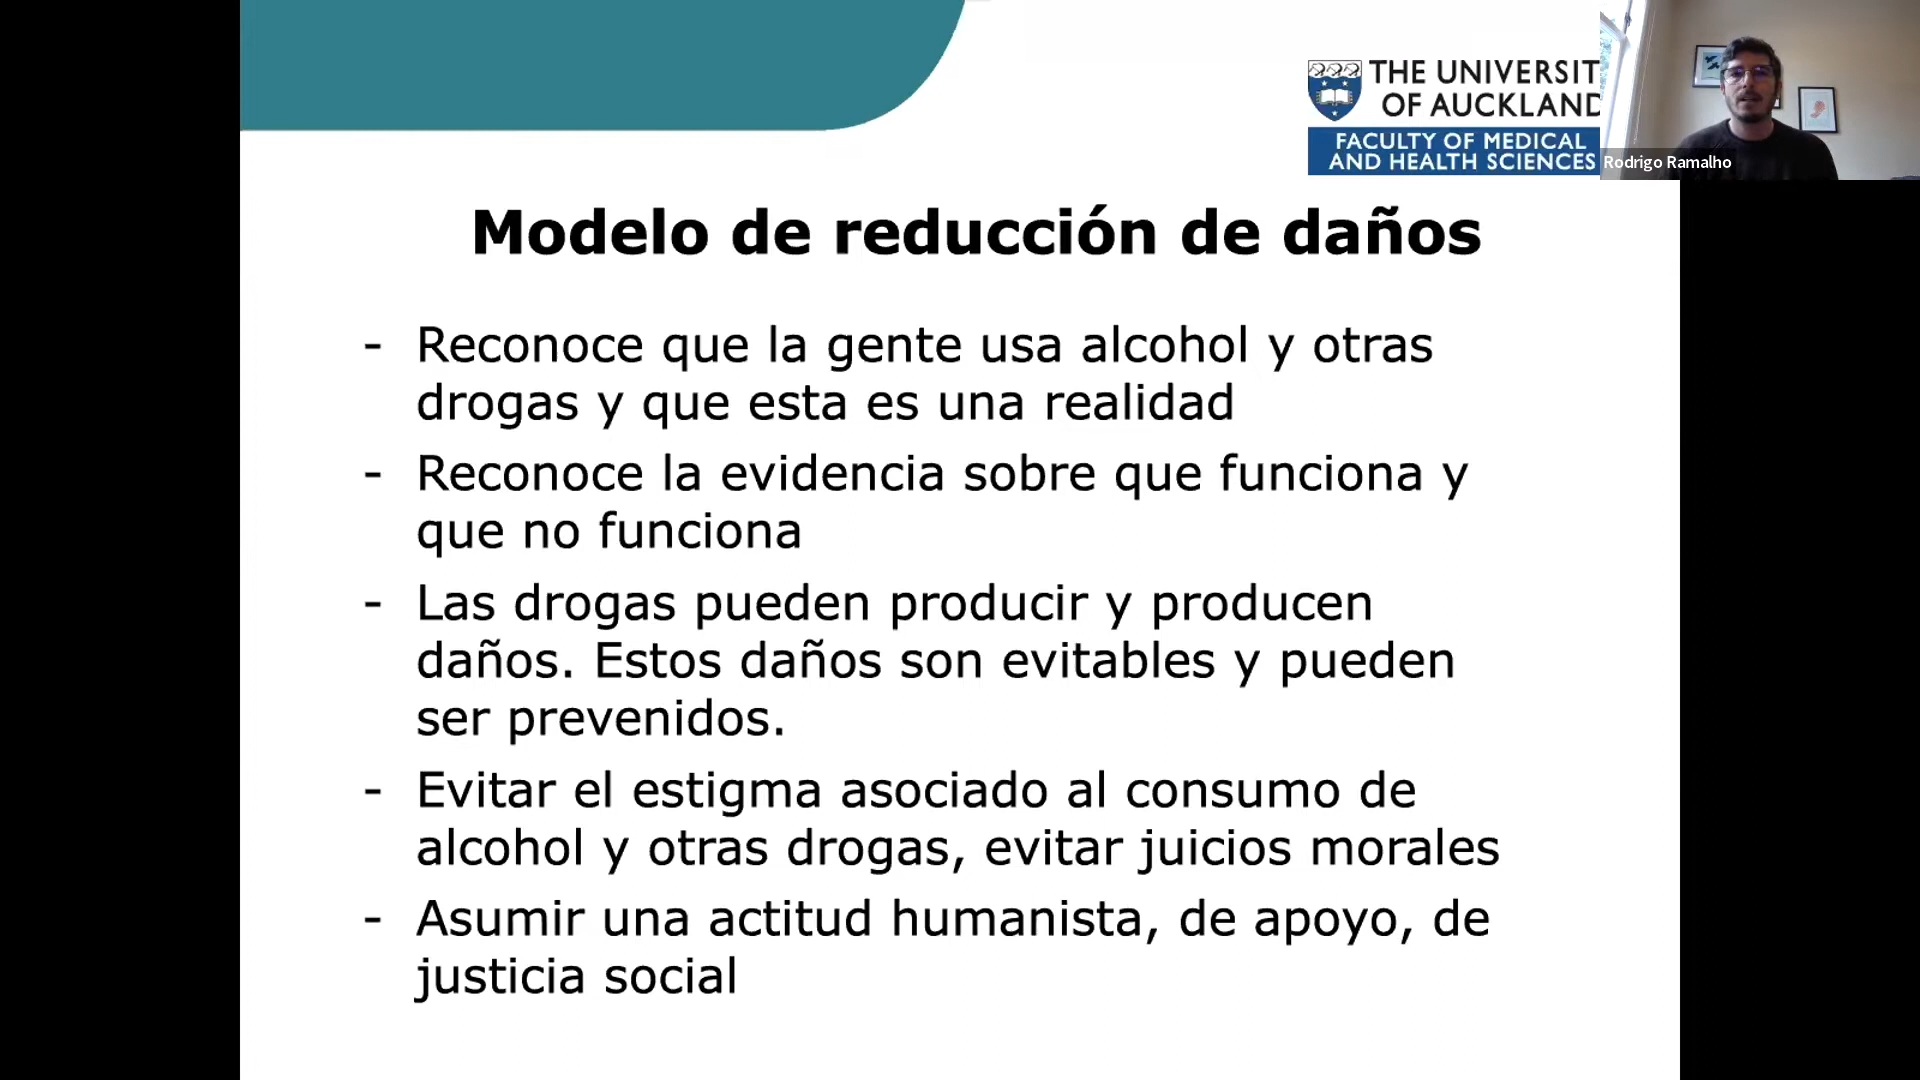 THE UNIVERSIT
OF AUCKLAND
FACULTY OF MEDICAL
AND HEALTH SCIENCES
Rodrigo Ramalho
Modelo de reducción de daños
- Reconoce que la gente usa alcohol y otras
drogas y que esta es una realidad
- Reconoce la evidencia sobre que funciona y
que no funciona
- Las drogas pueden producir y producen
daños. Estos daños son evitables y pueden
ser prevenidos.
- Evitar el estigma asociado al consumo de
alcohol y otras drogas, evitar juicios morales
- Asumir una actitud humanista, de apoyo, de
justicia social